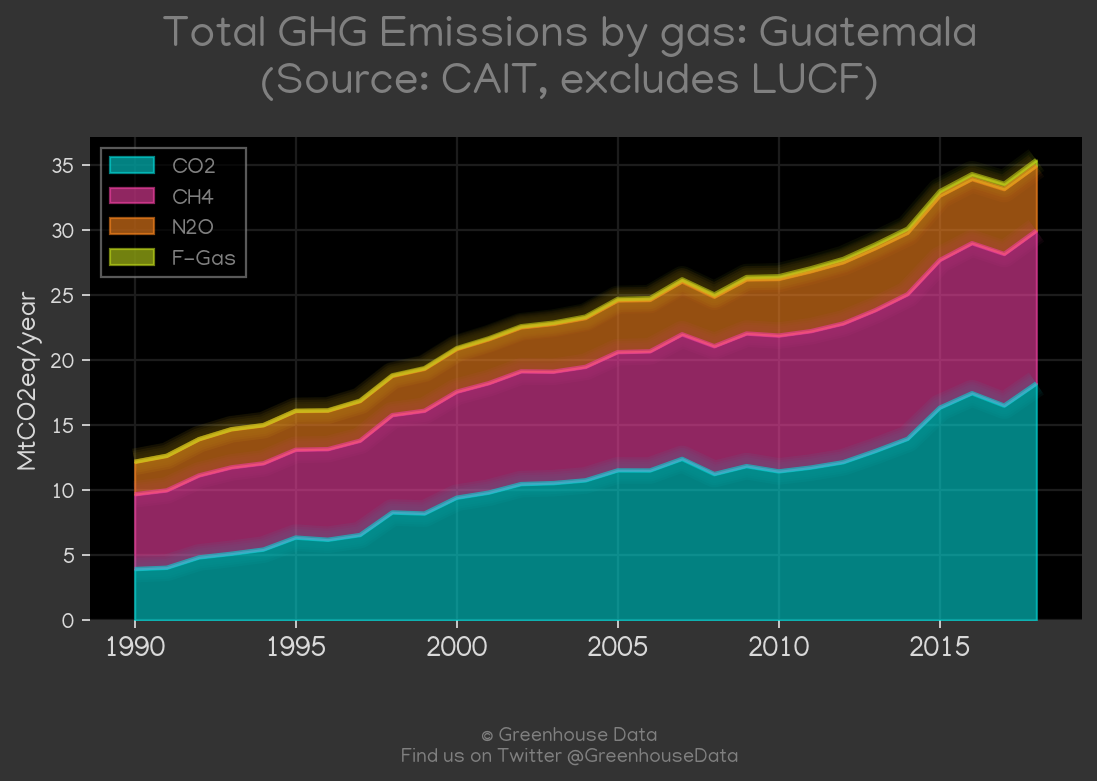 Total GHG Emissions by gas: Guatemala
(Source: CAIT, excludes LUCF)
CO2
CH4
N2O
F-Gas
MtCO2eq/year
35
30
25
20
15
10
5
0
1990 1995 2000 2005 2010 2015
© Greenhouse Data
Find us on Twitter @GreenhouseData